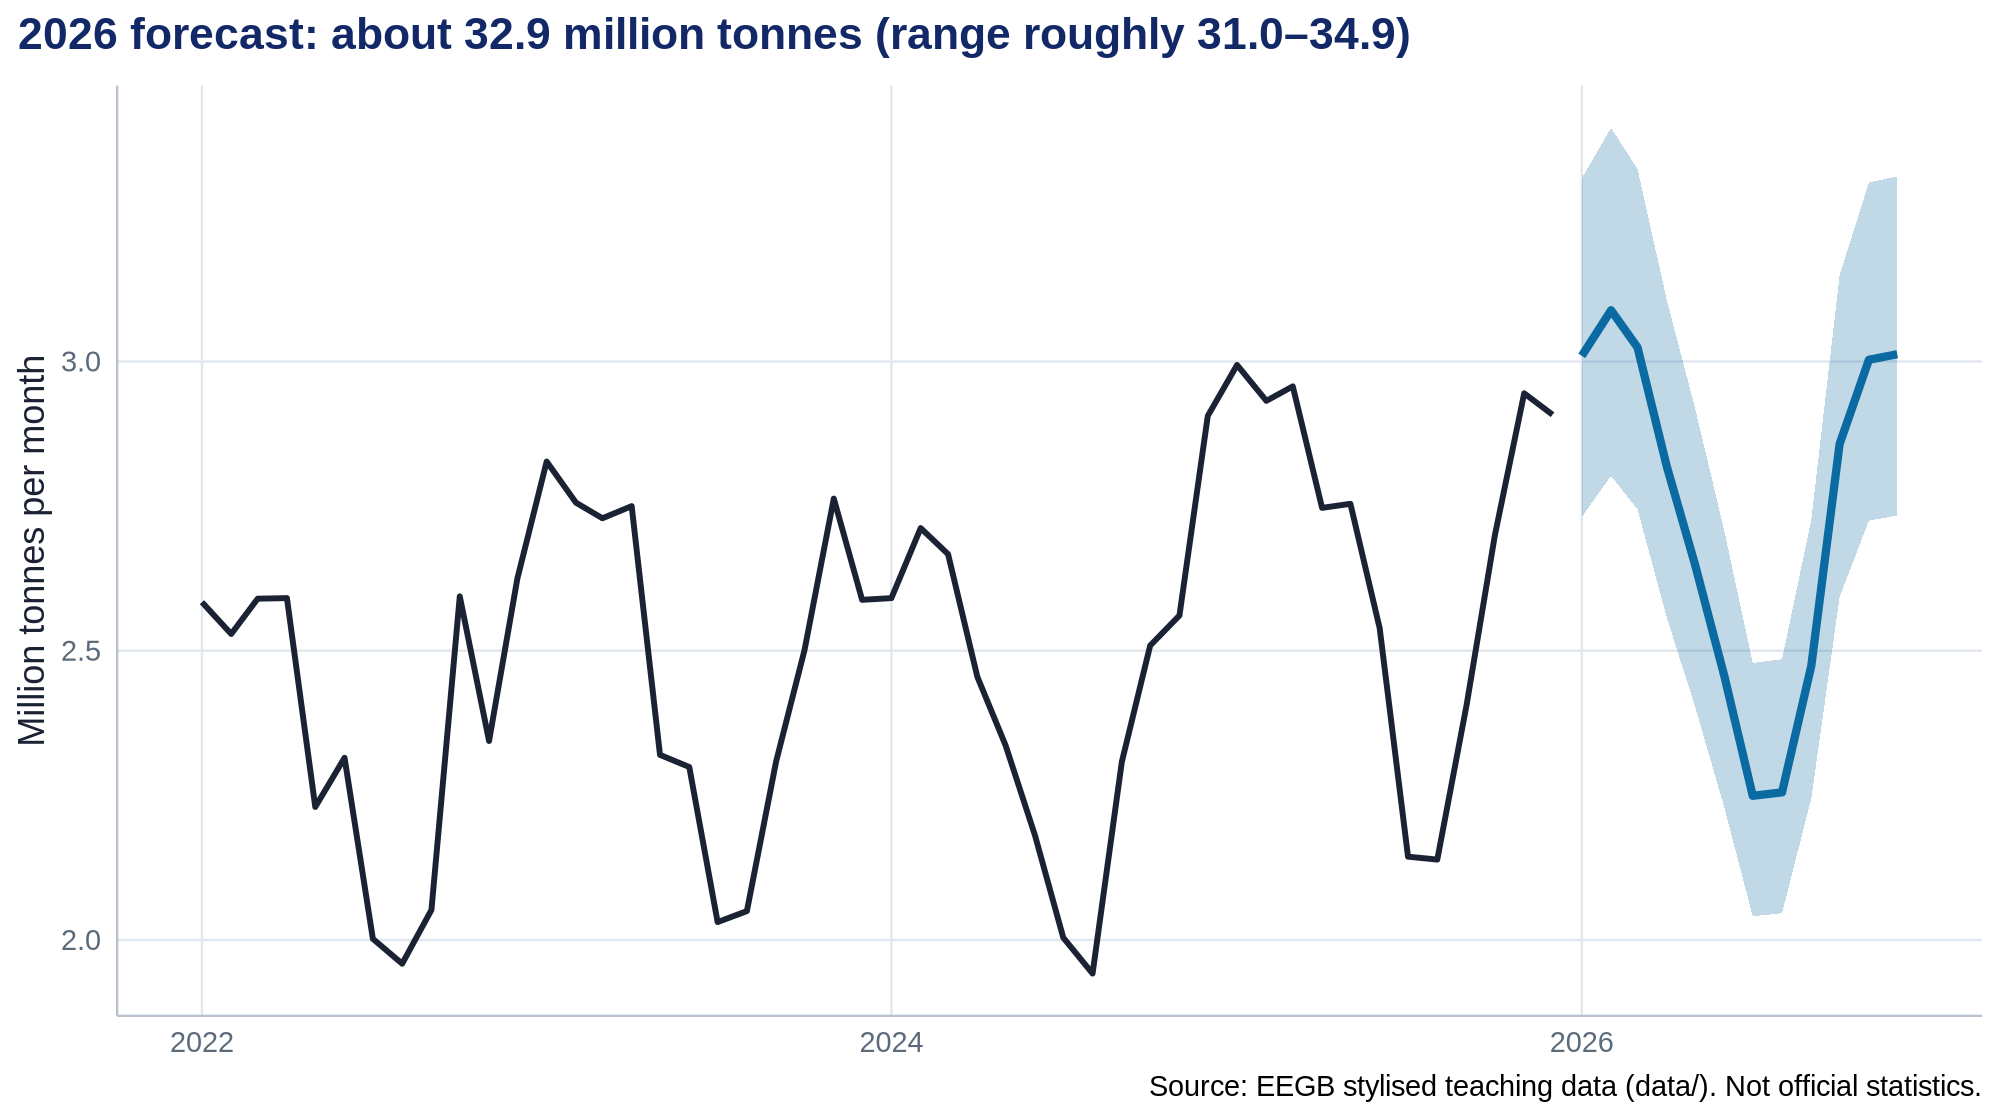 2026 forecast: about 32.9 million tonnes (range roughly 31.0–34.9)
Million tonnes per month
3.0
2.5
2.0
2022
2024
2026
Source: EEGB stylised teaching data (data/). Not official statistics.